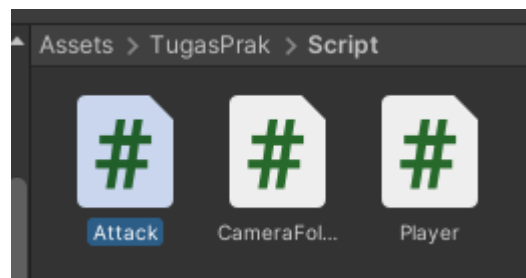 Assets > TugasPrak > Script
# # #
Attack CameraFol... Player